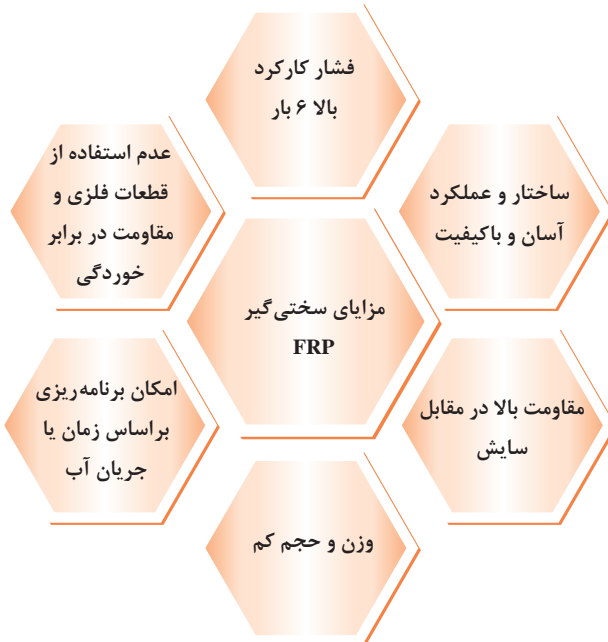 فشار کارکرد
بالا ۶ بار
ساختار و عملکرد
آسان و باکیفیت
عدم استفاده از
قطعات فلزی و
مقاومت در برابر
خوردگی
مزایای سختی‌گیر
FRP
مقاومت بالا در مقابل
سایش
امکان برنامه‌ریزی
براساس زمان یا
جریان آب
وزن و حجم کم